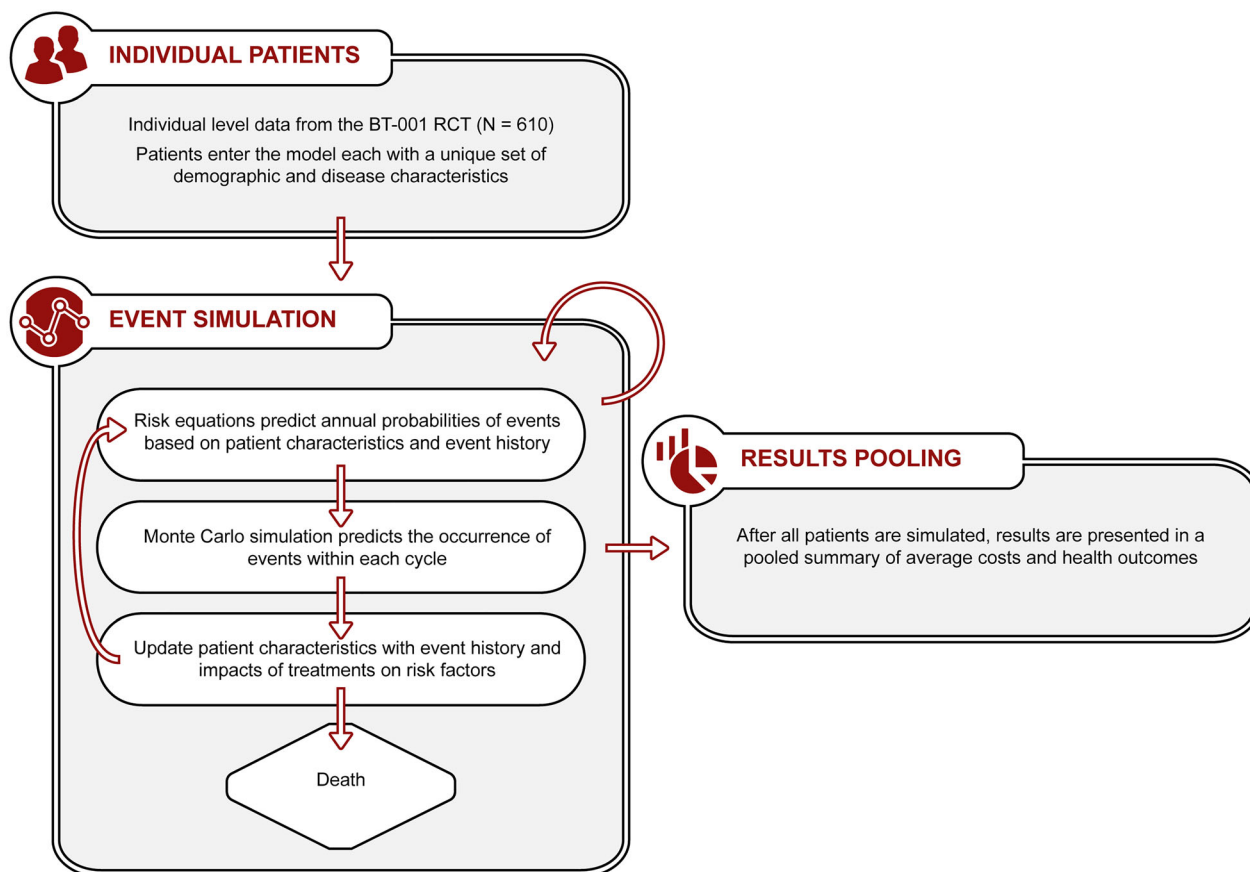 INDIVIDUAL PATIENTS
Individual level data from the BT-001 RCT (N = 610)
Patients enter the model each with a unique set of
demographic and disease characteristics
EVENT SIMULATION
Risk equations predict annual probabilities of events
based on patient characteristics and event history
Monte Carlo simulation predicts the occurrence of
events within each cycle
Update patient characteristics with event history and
impacts of treatments on risk factors
Death
RESULTS POOLING
After all patients are simulated, results are presented in a
pooled summary of average costs and health outcomes